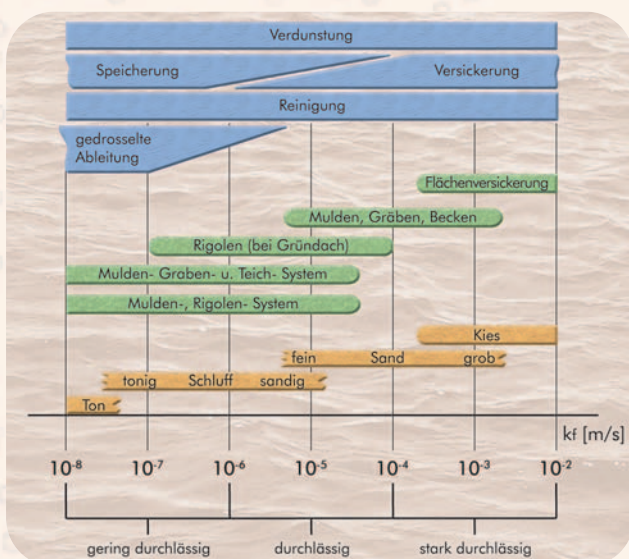 Verdunstung
Speicherung Versickerung
Reinigung
gedrosselte
Ableitung
Flächenversickerung
Mulden, Gräben, Becken
Rigolen (bei Gründach)
Mulden- Graben- u. Teich- System
Mulden-, Rigolen- System
Kies
fein Sand grob
tonig Schluff sandig
Ton
kf [m/s]
10⁻⁸ 10⁻⁷ 10⁻⁶ 10⁻⁵ 10⁻⁴ 10⁻³ 10⁻²
gering durchlässig durchlässig stark durchlässig